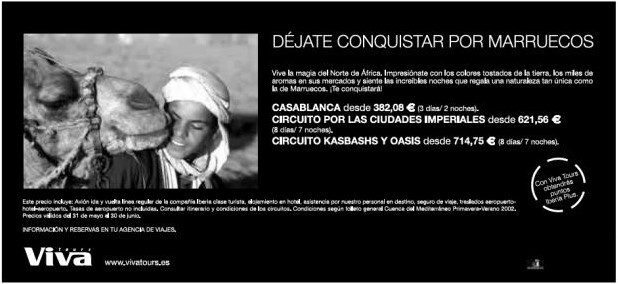 DÉJATE CONQUISTAR POR MARRUECOS
Vive la magia del Norte de África. Impresiónate con los colores tostados de la tierra, los miles de
aromas en sus mercados y siente las increíbles noches que regala una naturaleza tan única como
la de Marruecos. ¡Te conquistará!
CASABLANCA desde 382,08 € (3 días/ 2 noches).
CIRCUITO POR LAS CIUDADES IMPERIALES desde 621,56 €
(8 días/ 7 noches).
CIRCUITO KASBASHS Y OASIS desde 714,75 € (8 días/ 7 noches).
Con Viva Tours
obtendrás
puntos
Iberia Plus.
Este precio incluye: Avión ida y vuelta línea regular de la compañía Iberia clase turista, alojamiento en hotel, asistencia por nuestro personal en destino, seguro de viaje, traslados aeropuerto-
hotel-aeropuerto. Tasas de aeropuerto no incluidas. Consultar itinerario y condiciones de los circuitos. Condiciones según folleto general Cuenca del Mediterráneo Primavera-Verano 2002.
Precios válidos del 31 de mayo al 30 de junio.
INFORMACIÓN Y RESERVAS EN TU AGENCIA DE VIAJES.
Viva Tours
www.vivatours.es